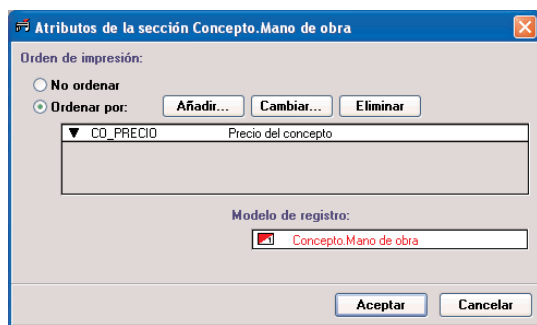 Atributos de la sección Concepto.Mano de obra
Orden de impresión:
No ordenar
Ordenar por: Añadir... Cambiar... Eliminar
▼ CO_PRECIO Precio del concepto
Modelo de registro:
Concepto.Mano de obra
Aceptar Cancelar